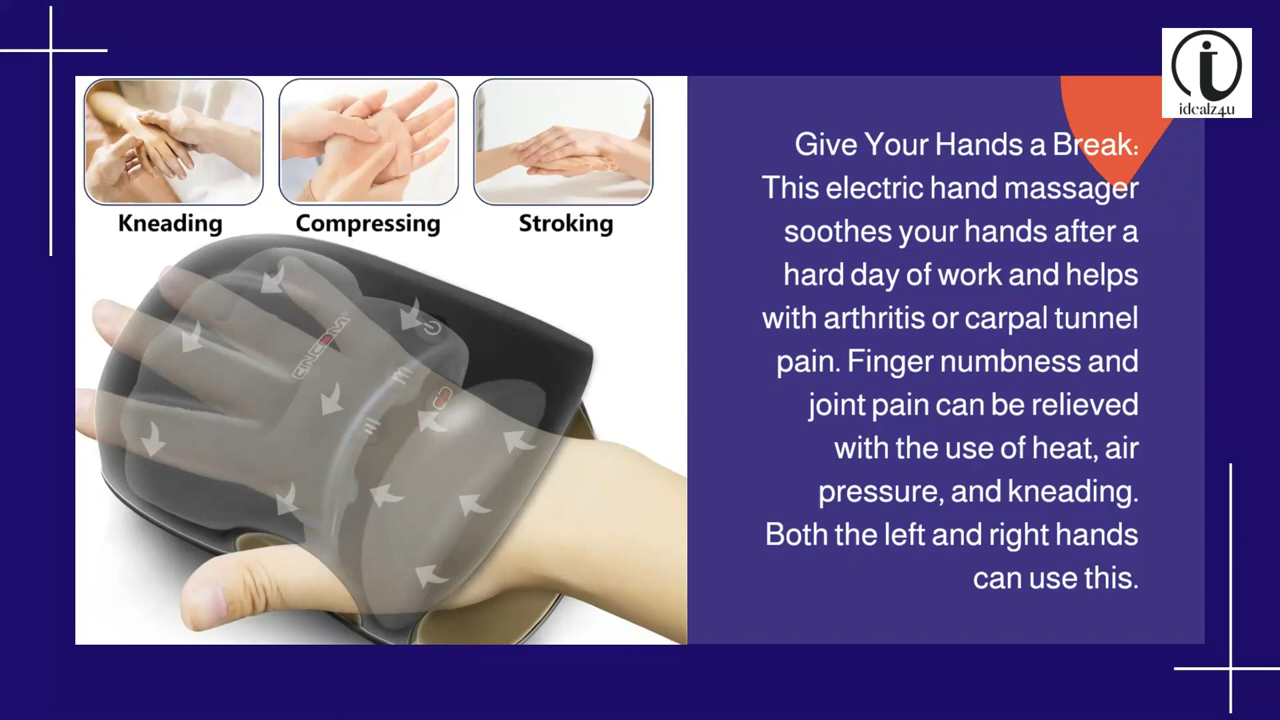 idealz4u
Kneading
Compressing
Stroking
CINCOM
Give Your Hands a Break:
This electric hand massager
soothes your hands after a
hard day of work and helps
with arthritis or carpal tunnel
pain. Finger numbness and
joint pain can be relieved
with the use of heat, air
pressure, and kneading.
Both the left and right hands
can use this.